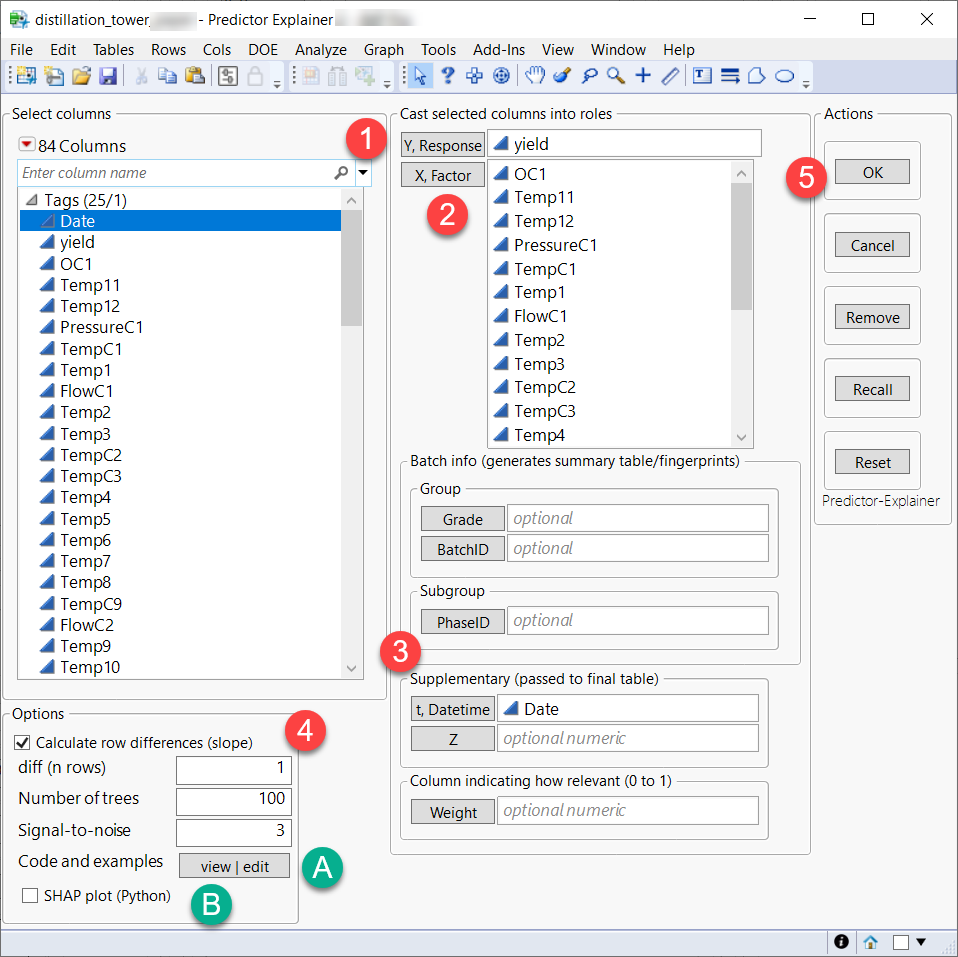 distillation_tower_ - Predictor Explainer
File Edit Tables Rows Cols DOE Analyze Graph Tools Add-Ins View Window Help
Select columns
84 Columns
1
Enter column name
Tags (25/1)
Date
yield
OC1
Temp11
Temp12
PressureC1
TempC1
Temp1
FlowC1
Temp2
Temp3
TempC2
TempC3
Temp4
Temp5
Temp6
Temp7
Temp8
TempC9
FlowC2
Temp9
Temp10
Options
4
Calculate row differences (slope)
diff (n rows) 1
Number of trees 100
Signal-to-noise 3
Code and examples view | edit
A
SHAP plot (Python)
B
Cast selected columns into roles
Y, Response yield
X, Factor
2
OC1
Temp11
Temp12
PressureC1
TempC1
Temp1
FlowC1
Temp2
Temp3
TempC2
TempC3
Temp4
Batch info (generates summary table/fingerprints)
Group
Grade optional
BatchID optional
Subgroup
PhaseID optional
3
Supplementary (passed to final table)
t, Datetime Date
Z optional numeric
Column indicating how relevant (0 to 1)
Weight optional numeric
Actions
5
OK
Cancel
Remove
Recall
Reset
Predictor-Explainer